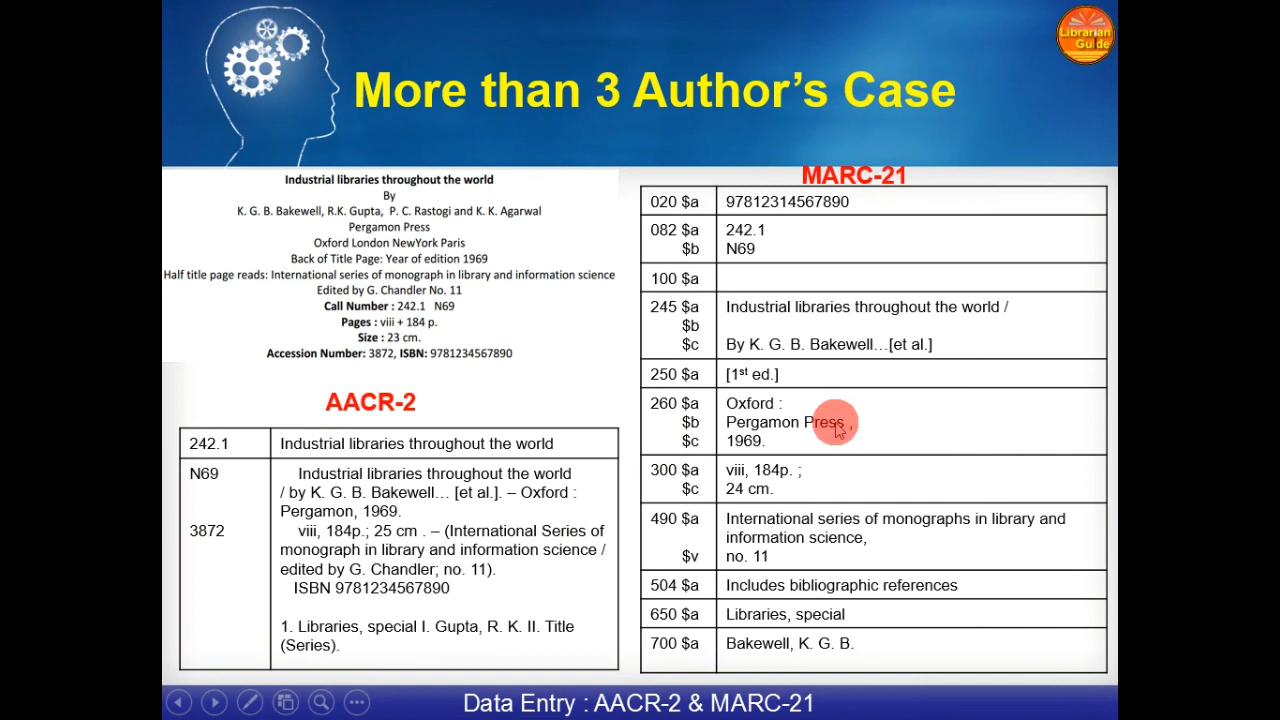 Librarian
Guide
More than 3 Author's Case
Industrial libraries throughout the world
By
K. G. B. Bakewell, R.K. Gupta, P. C. Rastogi and K. K. Agarwal
Pergamon Press
Oxford London NewYork Paris
Back of Title Page: Year of edition 1969
Half title page reads: International series of monograph in library and information science
Edited by G. Chandler No. 11
Call Number : 242.1 N69
Pages : viii + 184 p.
Size : 23 cm.
Accession Number: 3872, ISBN: 9781234567890
AACR-2
242.1 Industrial libraries throughout the world
N69 Industrial libraries throughout the world
/ by K. G. B. Bakewell... [et al.]. – Oxford :
Pergamon, 1969.
3872 viii, 184p.; 25 cm . – (International Series of
monograph in library and information science /
edited by G. Chandler; no. 11).
ISBN 9781234567890
1. Libraries, special I. Gupta, R. K. II. Title
(Series).
MARC-21
020 $a 97812314567890
082 $a 242.1
$b N69
100 $a
245 $a Industrial libraries throughout the world /
$b
$c By K. G. B. Bakewell...[et al.]
250 $a [1st ed.]
260 $a Oxford :
$b Pergamon Press ,
$c 1969.
300 $a viii, 184p. ;
$c 24 cm.
490 $a International series of monographs in library and
information science,
$v no. 11
504 $a Includes bibliographic references
650 $a Libraries, special
700 $a Bakewell, K. G. B.
Data Entry : AACR-2 & MARC-21